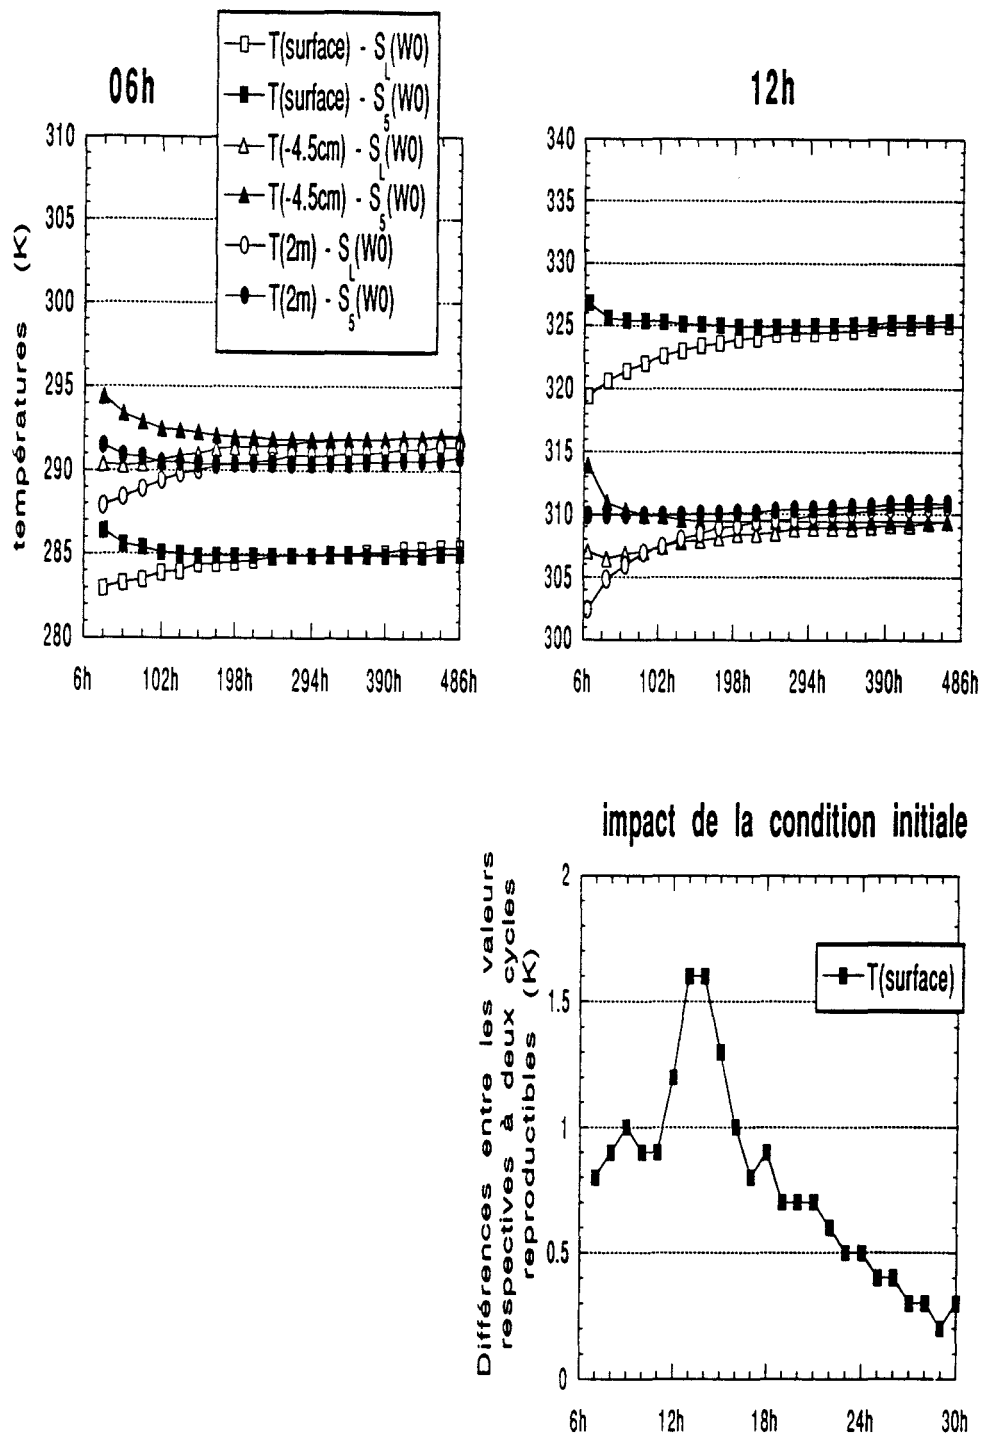 06h
T(surface) - S_L(W0)
T(surface) - S_5(W0)
T(-4.5cm) - S_L(W0)
T(-4.5cm) - S_5(W0)
T(2m) - S_L(W0)
T(2m) - S_5(W0)
températures (K)
310
305
300
295
290
285
280
6h 102h 198h 294h 390h 486h
12h
340
335
330
325
320
315
310
305
300
6h 102h 198h 294h 390h 486h
impact de la condition initiale
Différences entre les valeurs
respectives à deux cycles
reproductibles (K)
T(surface)
2
1.5
1
0.5
0
6h 12h 18h 24h 30h